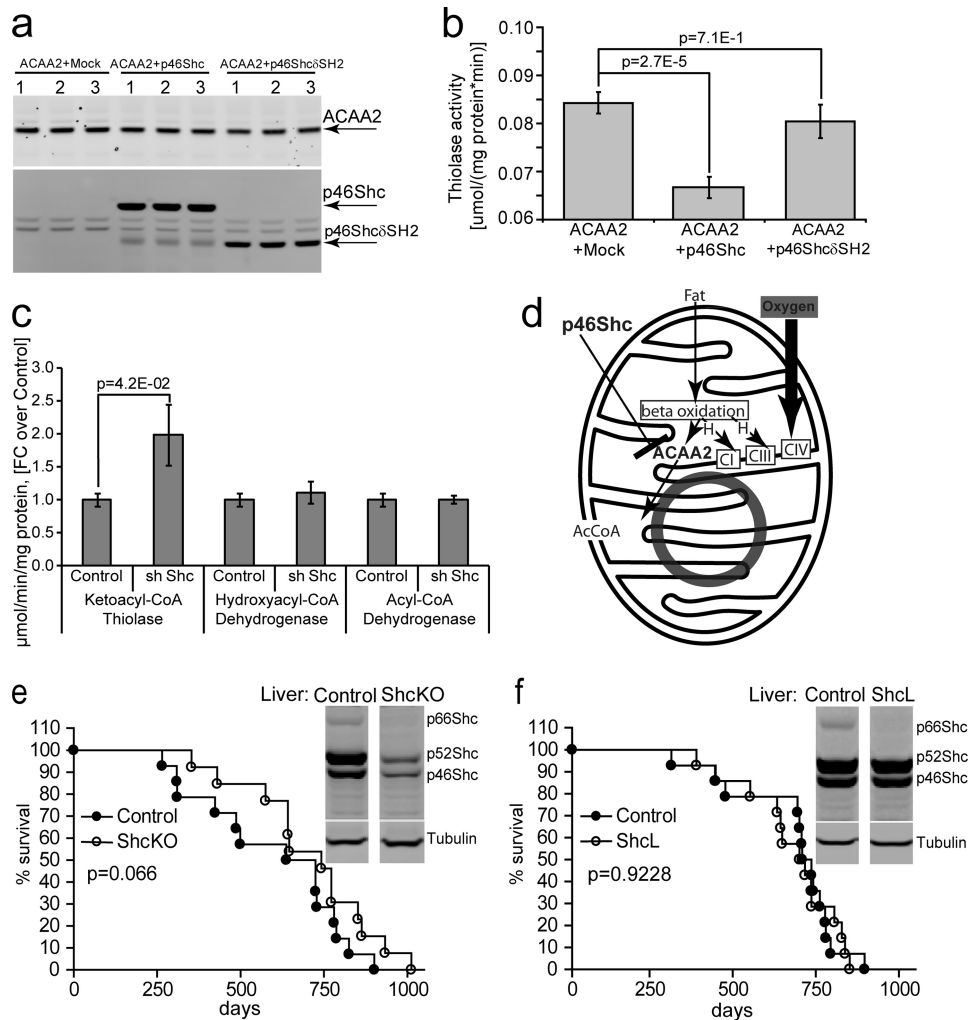 a
ACAA2+Mock ACAA2+p46Shc ACAA2+p46ShcδSH2
1 2 3 1 2 3 1 2 3
ACAA2
p46Shc
p46ShcδSH2
b
Thiolase activity
[umol/(mg protein*min)]
0.10
0.09
0.08
0.07
0.06
p=7.1E-1
p=2.7E-5
ACAA2 ACAA2 ACAA2
+Mock +p46Shc +p46ShcδSH2
c
μmol/min/mg protein, [FC over Control]
3.0
2.5
2.0
1.5
1.0
0.5
0.0
p=4.2E-02
Control sh Shc Control sh Shc Control sh Shc
Ketoacyl-CoA Hydroxyacyl-CoA Acyl-CoA
Thiolase Dehydrogenase Dehydrogenase
d
Fat
Oxygen
p46Shc
beta oxidation
H H
ACAA2 CI CIII CIV
AcCoA
e
Liver: Control ShcKO
p66Shc
p52Shc
p46Shc
Tubulin
% survival
110
100
90
80
70
60
50
40
30
20
10
0
Control
ShcKO
p=0.066
0 250 500 750 1000
days
f
Liver: Control ShcL
p66Shc
p52Shc
p46Shc
Tubulin
% survival
110
100
90
80
70
60
50
40
30
20
10
0
Control
ShcL
p=0.9228
0 250 500 750 1000
days